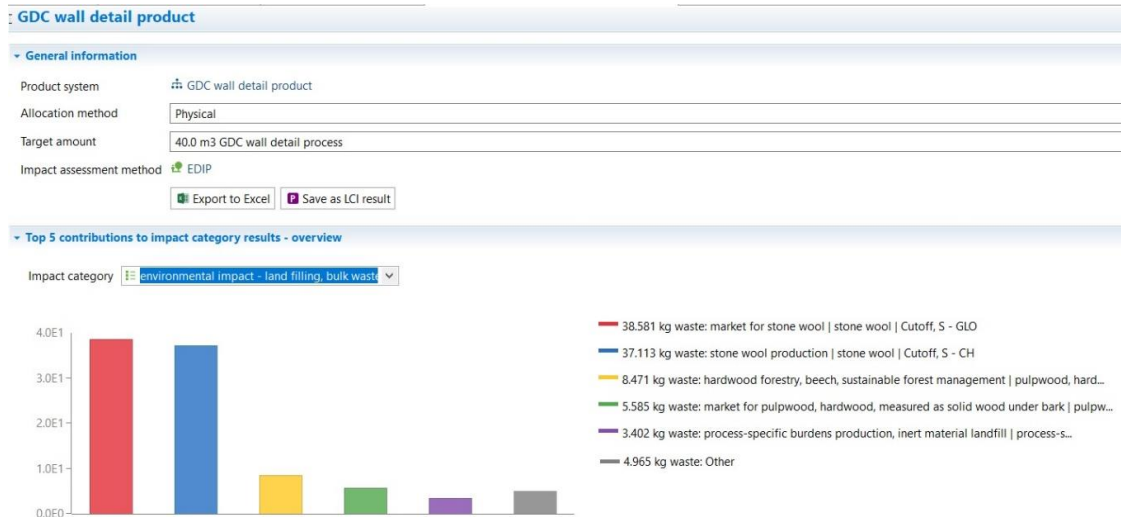 GDC wall detail product
General information
Product system GDC wall detail product
Allocation method Physical
Target amount 40.0 m3 GDC wall detail process
Impact assessment method EDIP
Export to Excel Save as LCI result
Top 5 contributions to impact category results - overview
Impact category environmental impact - land filling, bulk waste
4.0E1
3.0E1
2.0E1
1.0E1
0.0E0
38.581 kg waste: market for stone wool | stone wool | Cutoff, S - GLO
37.113 kg waste: stone wool production | stone wool | Cutoff, S - CH
8.471 kg waste: hardwood forestry, beech, sustainable forest management | pulpwood, hard...
5.585 kg waste: market for pulpwood, hardwood, measured as solid wood under bark | pulpw...
3.402 kg waste: process-specific burdens production, inert material landfill | process-s...
4.965 kg waste: Other